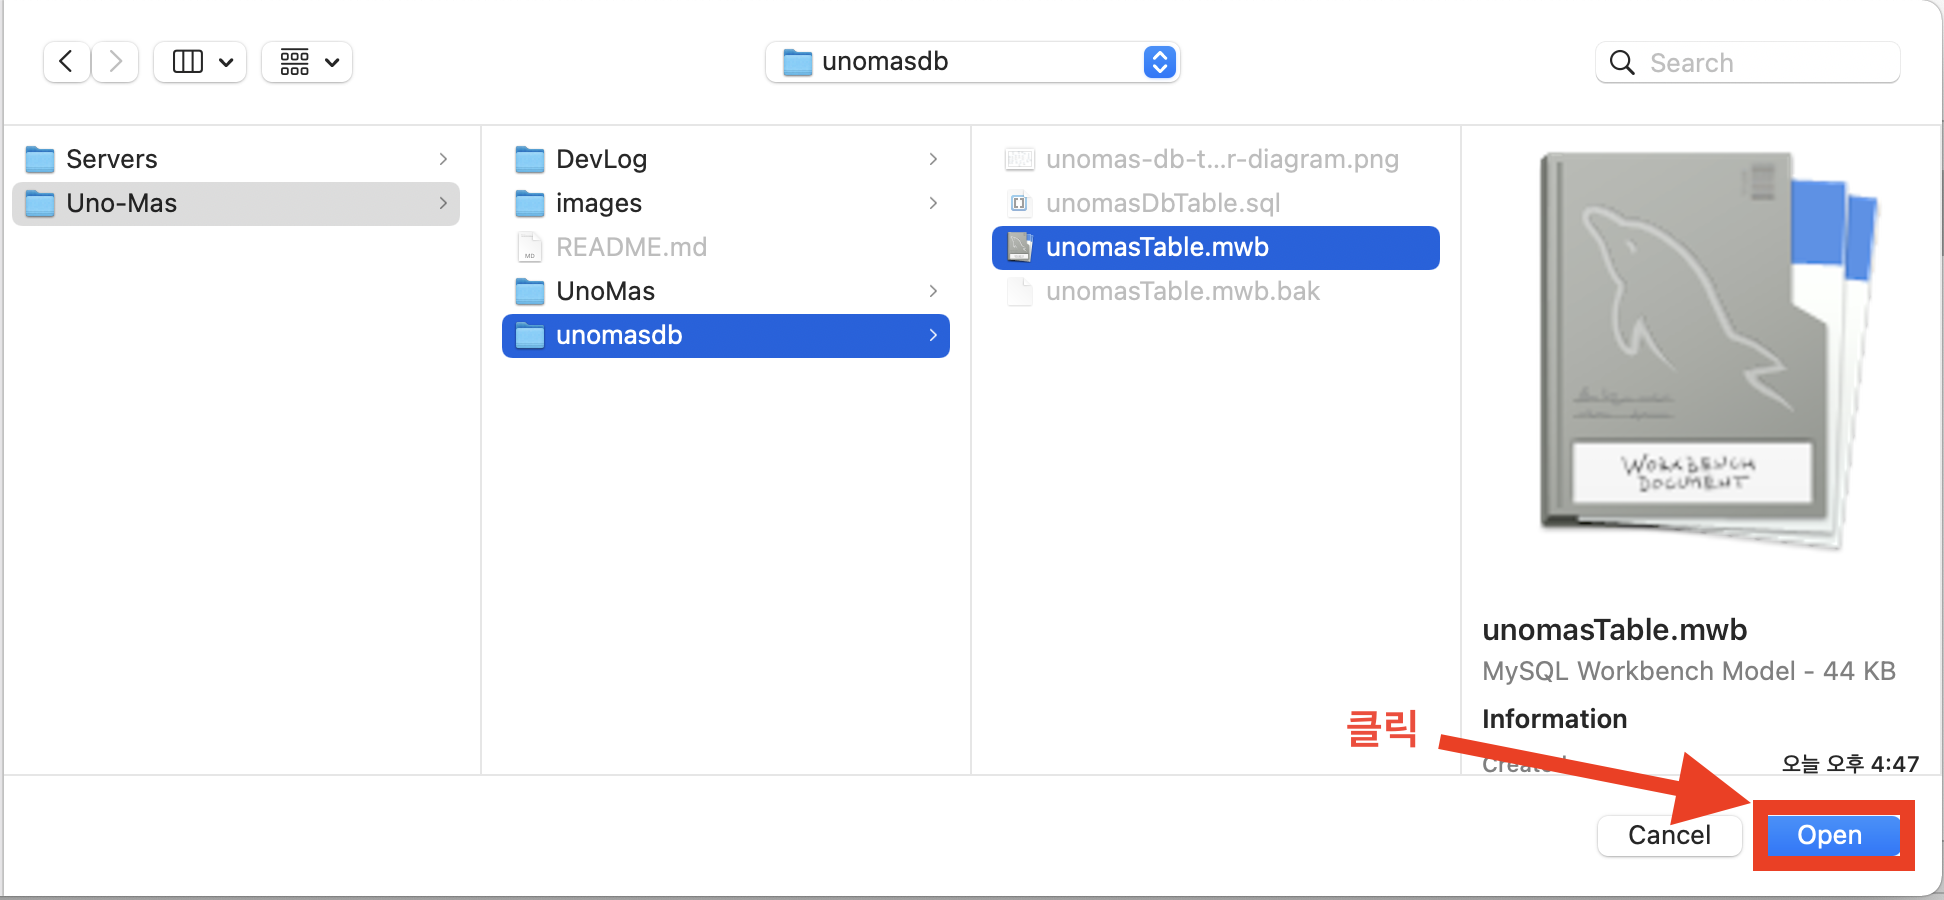 unomasdb
Search
Servers
Uno-Mas
DevLog
images
README.md
UnoMas
unomasdb
unomas-db-t...r-diagram.png
unomasDbTable.sql
unomasTable.mwb
unomasTable.mwb.bak
WORKBENCH
DOCUMENT
unomasTable.mwb
MySQL Workbench Model - 44 KB
Information
오늘 오후 4:47
클릭
Cancel
Open